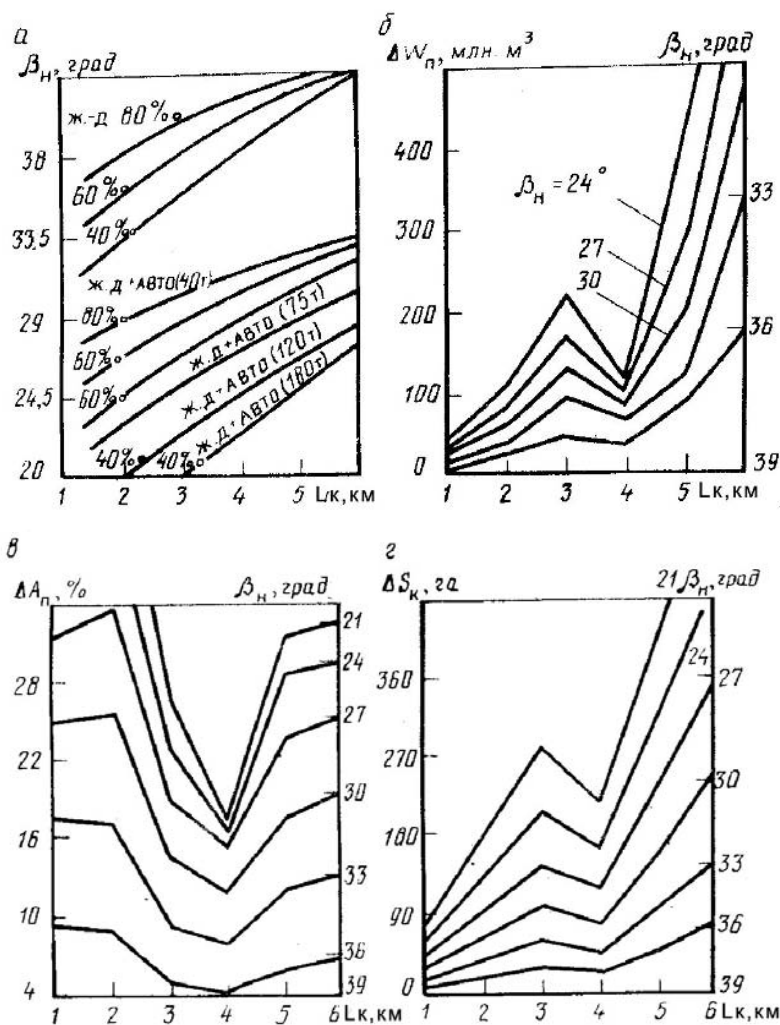 а
βн, град
ж.-д 80%
38
60%
40%
33,5
ж.д+АВТО(40т)
29
80%
60%
ж.д+АВТО (75т)
24,5
60%
ж.д+АВТО (120т)
ж.д+АВТО (180т)
40%
40%
20
1 2 3 4 5 Lк, км
б
ΔWп, млн. м³
βн, град
400
βн = 24°
33
300
27
30
200
36
100
0
39
1 2 3 4 5 Lк, км
в
ΔAп, %
βн, град
21
24
28
27
22
30
16
33
10
36
4
39
1 2 3 4 5 6 Lк, км
г
ΔSк, га
21 βн, град
24
360
27
270
30
180
33
90
36
0
39
1 2 3 4 5 6 Lк, км